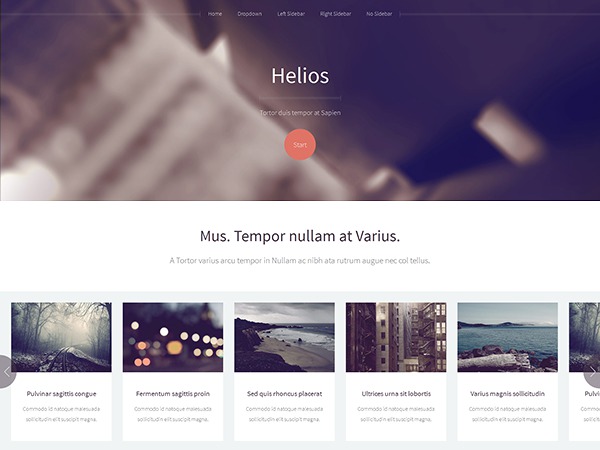 Home Dropdown Left Sidebar Right Sidebar No Sidebar
Helios
Tortor duis tempor at Sapien
Start
Mus. Tempor nullam at Varius.
A Tortor varius arcu tempor in Nullam ac nibh ata rutrum augue nec col tellus.
Pulvinar sagittis congue
Commodo id natoque malesuada
sollicitudin elit suscipit magna.
Fermentum sagittis proin
Commodo id natoque malesuada
sollicitudin elit suscipit magna.
Sed quis rhoncus placerat
Commodo id natoque malesuada
sollicitudin elit suscipit magna.
Ultrices urna sit lobortis
Commodo id natoque malesuada
sollicitudin elit suscipit magna.
Varius magnis sollicitudin
Commodo id natoque malesuada
sollicitudin elit suscipit magna.
Pulvi
Comm
sollicit